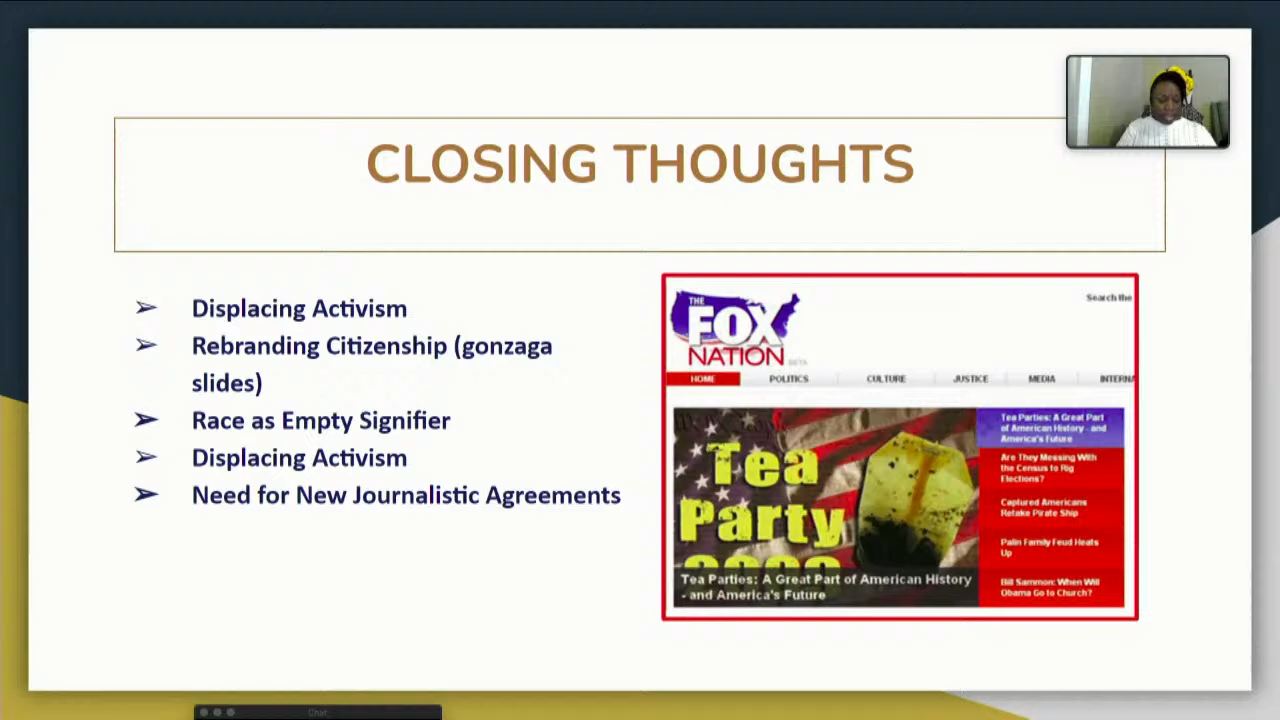 CLOSING THOUGHTS
➢ Displacing Activism
➢ Rebranding Citizenship (gonzaga
slides)
➢ Race as Empty Signifier
➢ Displacing Activism
➢ Need for New Journalistic Agreements
Search the
THE
FOX
NATION
BETA
HOME POLITICS CULTURE JUSTICE MEDIA INTERNA
Tea
Party
Tea Parties: A Great Part of American History
- and America's Future
Tea Parties: A Great Part
of American History - and
America's Future
Are They Messing With
the Census to Rig
Elections?
Captured Americans
Retake Pirate Ship
Palin Family Feud Heats
Up
Bill Sammon: When Will
Obama Go to Church?
Chat